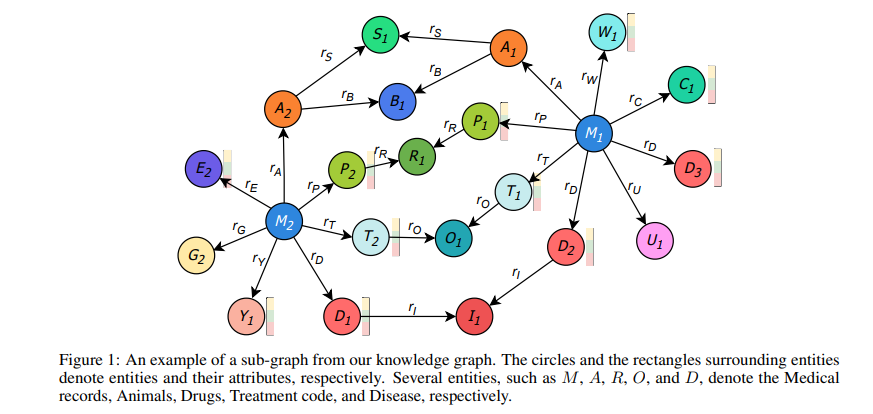 S1
rS
W1
A1
rS
rB
rA
rW
C1
A2
rB
B1
rC
P1
rP
rR
M1
rD
rR
R1
E2
rA
P2
rT
D3
rE
rP
T1
rD
rU
M2
rT
rO
rG
T2
rO
O1
D2
U1
G2
rY
rD
rI
Y1
D1
rI
I1
Figure 1: An example of a sub-graph from our knowledge graph. The circles and the rectangles surrounding entities
denote entities and their attributes, respectively. Several entities, such as M, A, R, O, and D, denote the Medical
records, Animals, Drugs, Treatment code, and Disease, respectively.